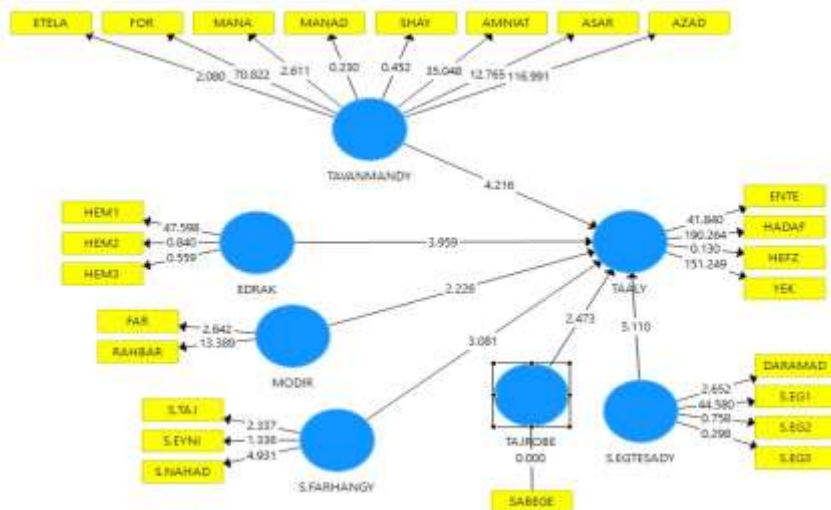 ETELA FOR MANA MANAD SHAY AMNIAT ASAR AZAD
2.080 78.822 2.611 0.230 0.452 35.048 12.765 116.991
TAVANMANDY
4.216
HEM1 47.598
HEM2 0.840
HEM3 0.559
EDRAK
3.959
ENTE 41.840
HADAF 190.264
HEFZ 0.130
YEK 151.249
TAALY
FAR 2.642
RAHBAR 13.389
MODIR
2.226
S.TAJ 2.337
S.EYNI 1.336
S.NAHAD 4.931
S.FARHANGY
3.081
2.473
TAJROBE
0.000
SABEGE
5.110
DARAMAD 2.652
S.EG1 44.580
S.EG2 0.758
S.EG3 0.298
S.EGTESADY